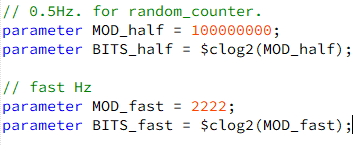 // 0.5Hz. for random_counter.
parameter MOD_half = 100000000;
parameter BITS_half = $clog2(MOD_half);
// fast Hz
parameter MOD_fast = 2222;
parameter BITS_fast = $clog2(MOD_fast);